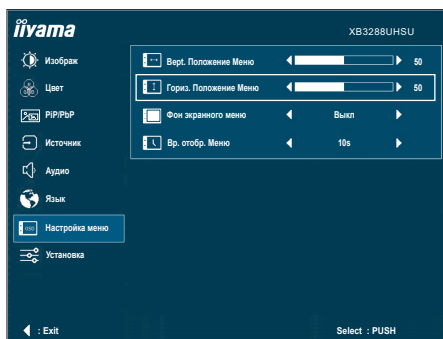 iiyama
XB3288UHSU
Изображ
Цвет
PiP/PbP
Источник
Аудио
Язык
OSD Настройка меню
Установка
Верт. Положение Меню 50
Гориз. Положение Меню 50
Фон экранного меню Выкл
Вр. отобр. Меню 10s
: Exit
Select : PUSH